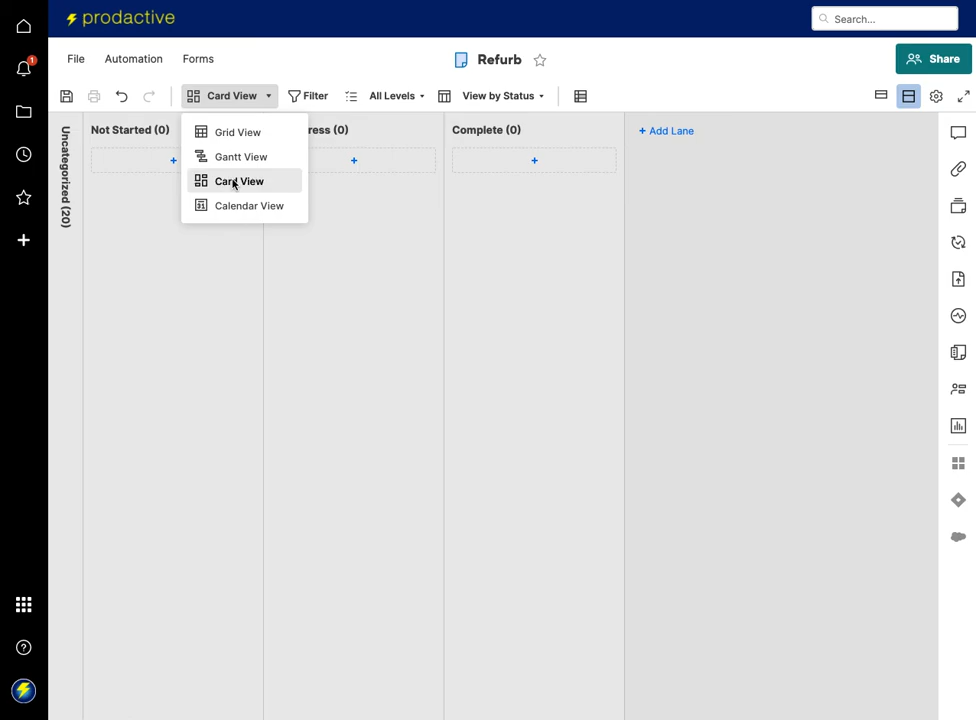 prodactive
Search...
1
File
Automation
Forms
Refurb
Share
Card View
Filter
All Levels
View by Status
Uncategorized (20)
Not Started (0)
ress (0)
Complete (0)
+ Add Lane
+
+
+
Grid View
Gantt View
Card View
31 Calendar View